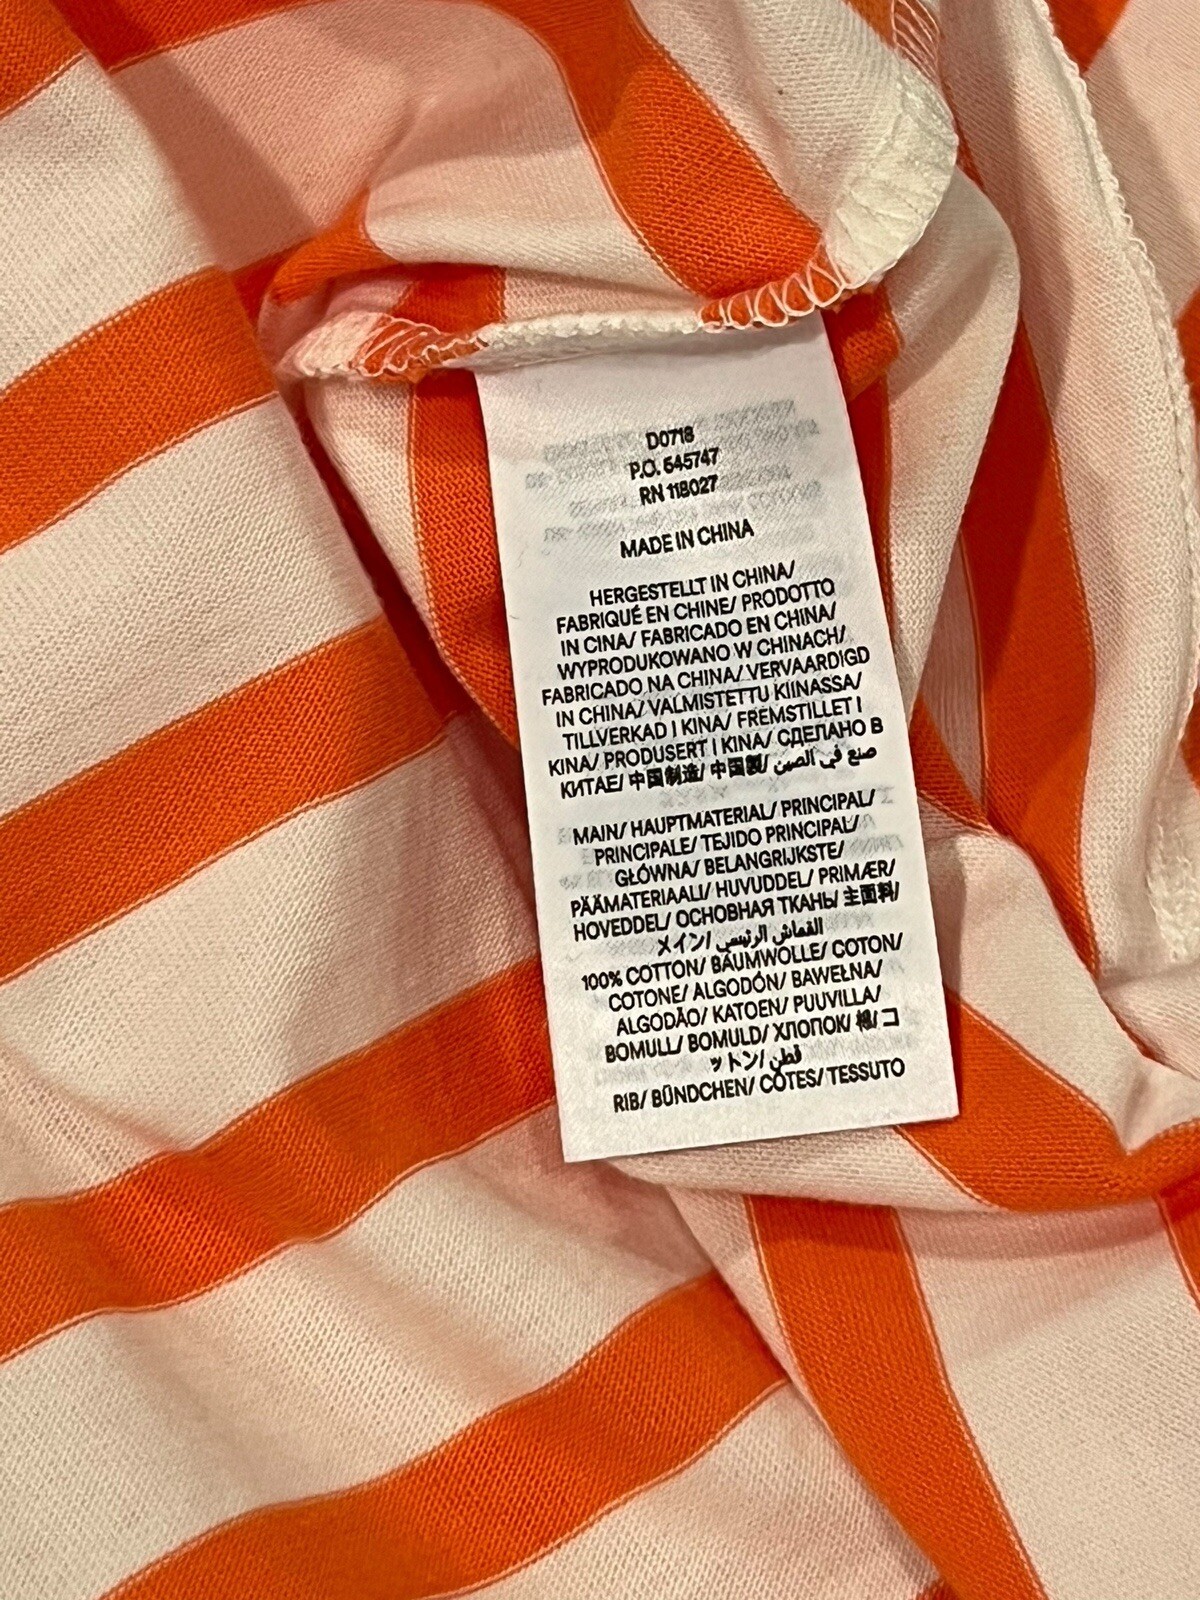 D0718
P.O. 545747
RN 118027
MADE IN CHINA
HERGESTELLT IN CHINA/
FABRIQUÉ EN CHINE/ PRODOTTO
IN CINA/ FABRICADO EN CHINA/
WYPRODUKOWANO W CHINACH/
FABRICADO NA CHINA/ VERVAARDIGD
IN CHINA/ VALMISTETTU KIINASSA/
TILLVERKAD I KINA/ FREMSTILLET I
KINA/ PRODUSERT I KINA/ СДЕЛАНО В
КИТАЕ/ 中国制造/ 中国製/ صنع في الصين
MAIN/ HAUPTMATERIAL/ PRINCIPAL/
PRINCIPALE/ TEJIDO PRINCIPAL/
GŁÓWNA/ BELANGRIJKSTE/
PÄÄMATERIAALI/ HUVUDDEL/ PRIMÆR/
HOVEDDEL/ ОСНОВНАЯ ТКАНЬ/ 主面料/
メイン/ القماش الرئيسي
100% COTTON/ BAUMWOLLE/ COTON/
COTONE/ ALGODÓN/ BAWEŁNA/
ALGODÃO/ KATOEN/ PUUVILLA/
BOMULL/ BOMULD/ ХЛОПОК/ 棉/ コ
ットン/ قطن
RIB/ BÜNDCHEN/ CÔTES/ TESSUTO